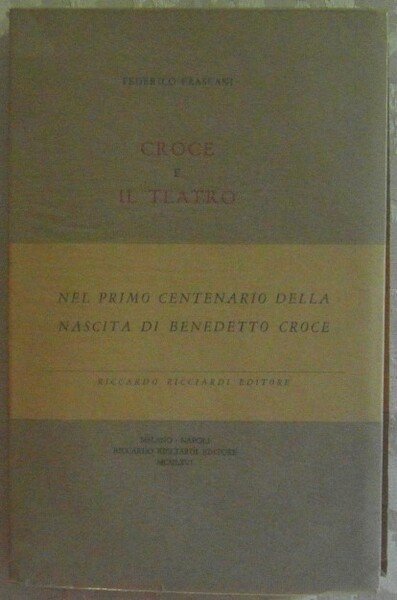 FEDERICO FRASCANI
CROCE
E
IL TEATRO
NEL PRIMO CENTENARIO DELLA
NASCITA DI BENEDETTO CROCE
RICCARDO RICCIARDI EDITORE
MILANO · NAPOLI
RICCARDO RICCIARDI EDITORE
MCMLXVI